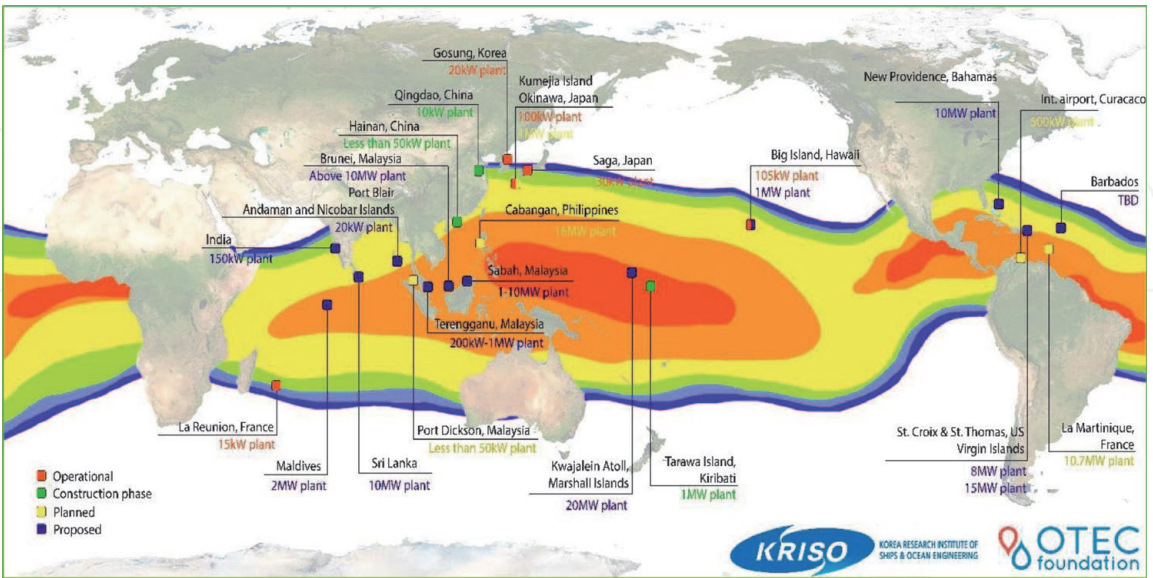 Gosung, Korea
20kW plant
Qingdao, China
10kW plant
Kumejia Island
Okinawa, Japan
100kW plant
1MW plant
Hainan, China
Less than 50kW plant
Brunei, Malaysia
Above 10MW plant
Port Blair
Andaman and Nicobar Islands
20kW plant
India
150kW plant
Saga, Japan
30kW plant
Cabangan, Philippines
16MW plant
Sabah, Malaysia
1-10MW plant
Terengganu, Malaysia
200kW-1MW plant
Big Island, Hawaii
105kW plant
1MW plant
New Providence, Bahamas
10MW plant
Int. airport, Curacaco
500kW plant
Barbados
TBD
La Reunion, France
15kW plant
Maldives
2MW plant
Sri Lanka
10MW plant
Port Dickson, Malaysia
Less than 50kW plant
Kwajalein Atoll,
Marshall Islands
20MW plant
Tarawa Island,
Kiribati
1MW plant
St. Croix & St. Thomas, US
Virgin Islands
8MW plant
15MW plant
La Martinique,
France
10.7MW plant
Operational
Construction phase
Planned
Proposed
KRISO
KOREA RESEARCH INSTITUTE OF
SHIPS & OCEAN ENGINEERING
OTEC
foundation